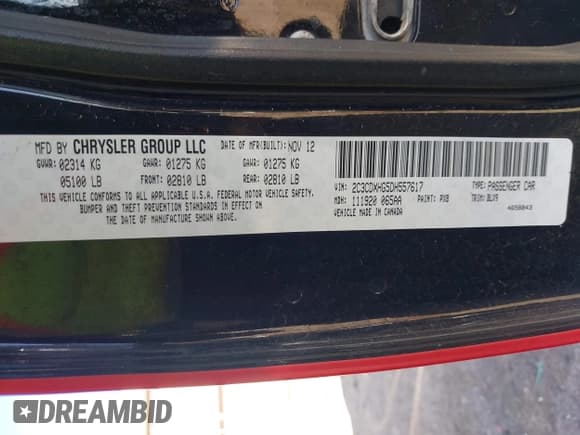 MFD BY CHRYSLER GROUP LLC DATE OF MFR(BUILT): NOV 12
GVWR: 02314 KG GAWR: 01275 KG GAWR: 01275 KG
05100 LB FRONT: 02810 LB REAR: 02810 LB
THIS VEHICLE CONFORMS TO ALL APPLICABLE U.S.A. FEDERAL MOTOR VEHICLE SAFETY,
BUMPER AND THEFT PREVENTION STANDARDS IN EFFECT ON THE
DATE OF MANUFACTURE SHOWN ABOVE.
VIN: 2C3CDXHG5DH557617 TYPE: PASSENGER CAR
MDH: 111920 065AA PAINT: PX8 TRIM: BLX9
VEHICLE MADE IN CANADA
DREAMBID